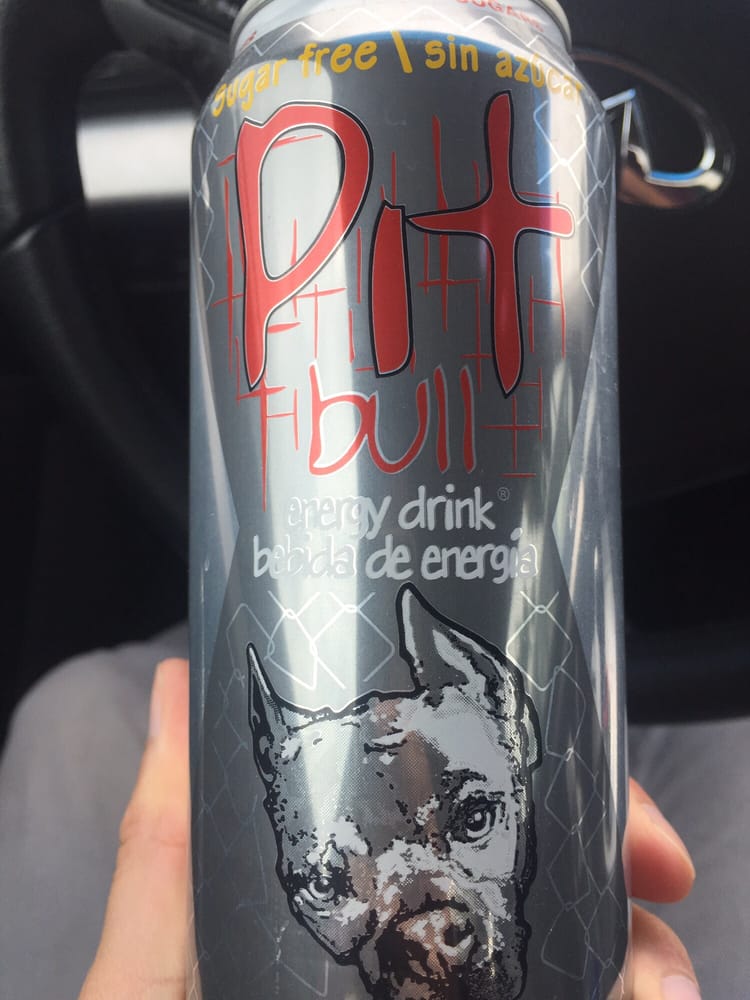 sugar free \ sin azúcar
Pit
bull
energy drink®
bebida de energía